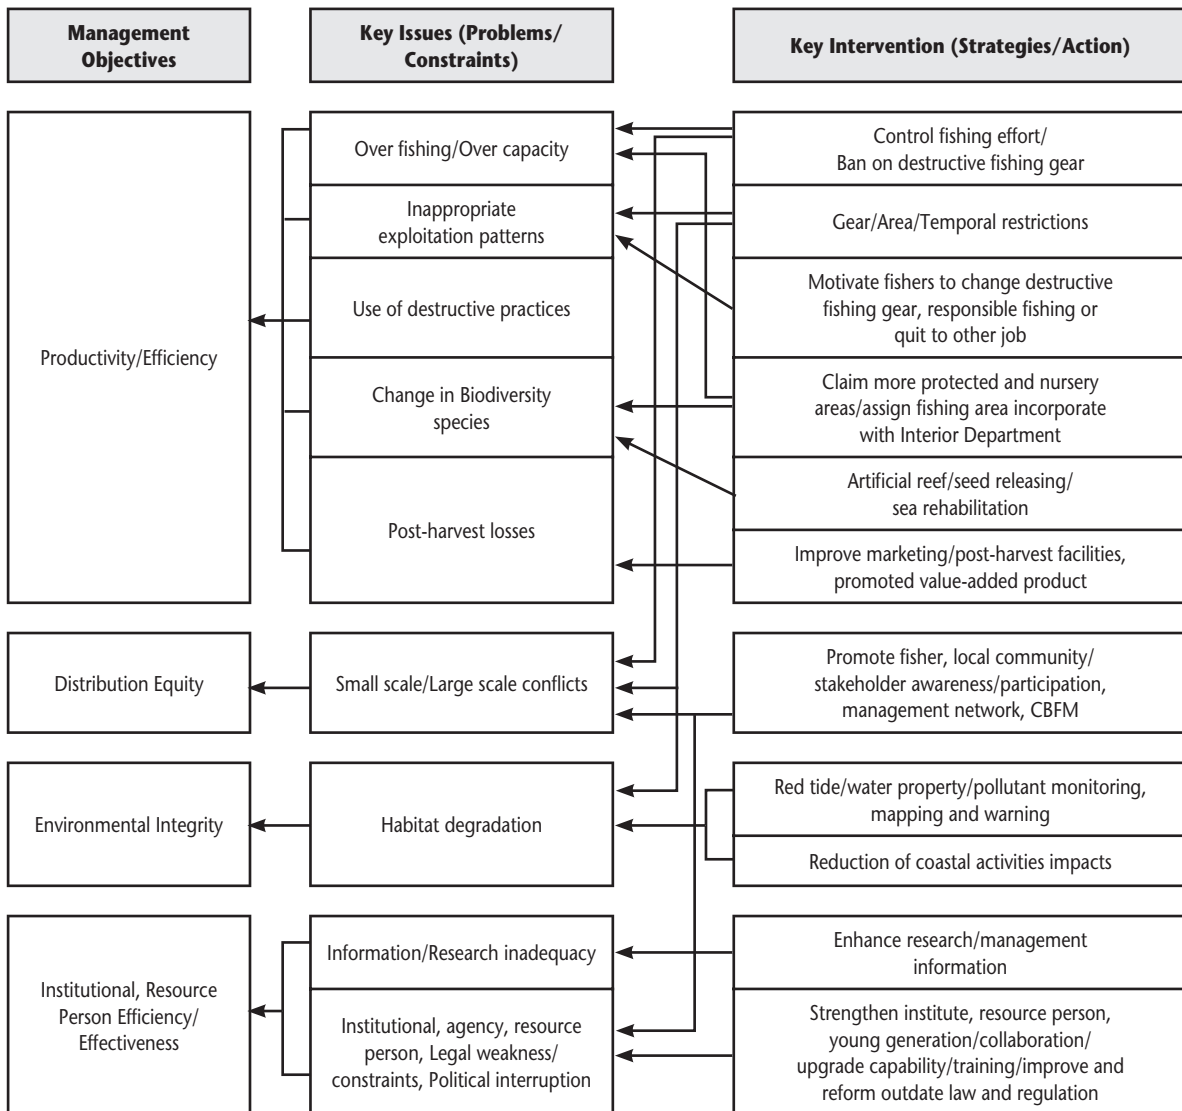 Management
Objectives
Key Issues (Problems/
Constraints)
Key Intervention (Strategies/Action)
Productivity/Efficiency
Over fishing/Over capacity
Inappropriate
exploitation patterns
Use of destructive practices
Change in Biodiversity
species
Post-harvest losses
Control fishing effort/
Ban on destructive fishing gear
Gear/Area/Temporal restrictions
Motivate fishers to change destructive
fishing gear, responsible fishing or
quit to other job
Claim more protected and nursery
areas/assign fishing area incorporate
with Interior Department
Artificial reef/seed releasing/
sea rehabilitation
Improve marketing/post-harvest facilities,
promoted value-added product
Distribution Equity
Small scale/Large scale conflicts
Promote fisher, local community/
stakeholder awareness/participation,
management network, CBFM
Environmental Integrity
Habitat degradation
Red tide/water property/pollutant monitoring,
mapping and warning
Reduction of coastal activities impacts
Institutional, Resource
Person Efficiency/
Effectiveness
Information/Research inadequacy
Institutional, agency, resource
person, Legal weakness/
constraints, Political interruption
Enhance research/management
information
Strengthen institute, resource person,
young generation/collaboration/
upgrade capability/training/improve and
reform outdate law and regulation